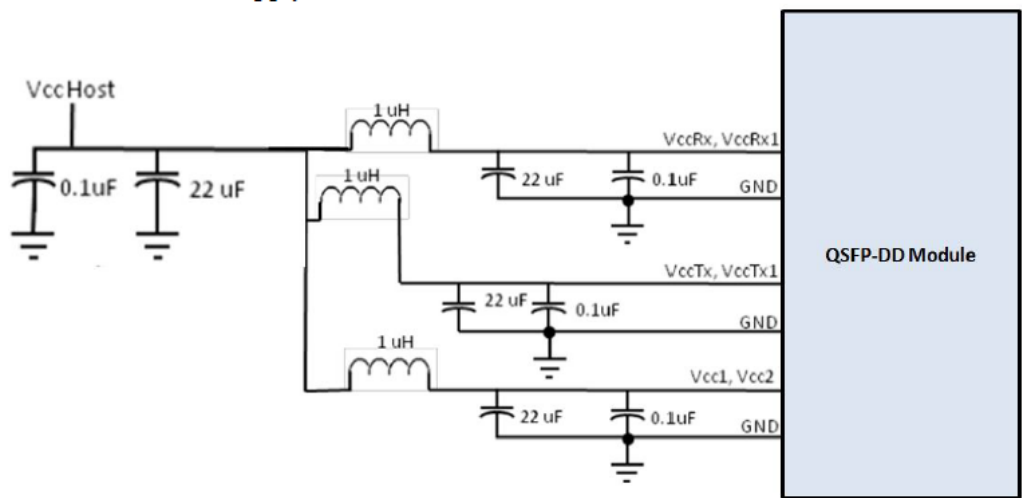 VccHost
1 uH
VccRx, VccRx1
0.1uF
22 uF
22 uF
0.1uF
GND
1 uH
QSFP-DD Module
VccTx, VccTx1
22 uF
0.1uF
GND
1 uH
Vcc1, Vcc2
22 uF
0.1uF
GND